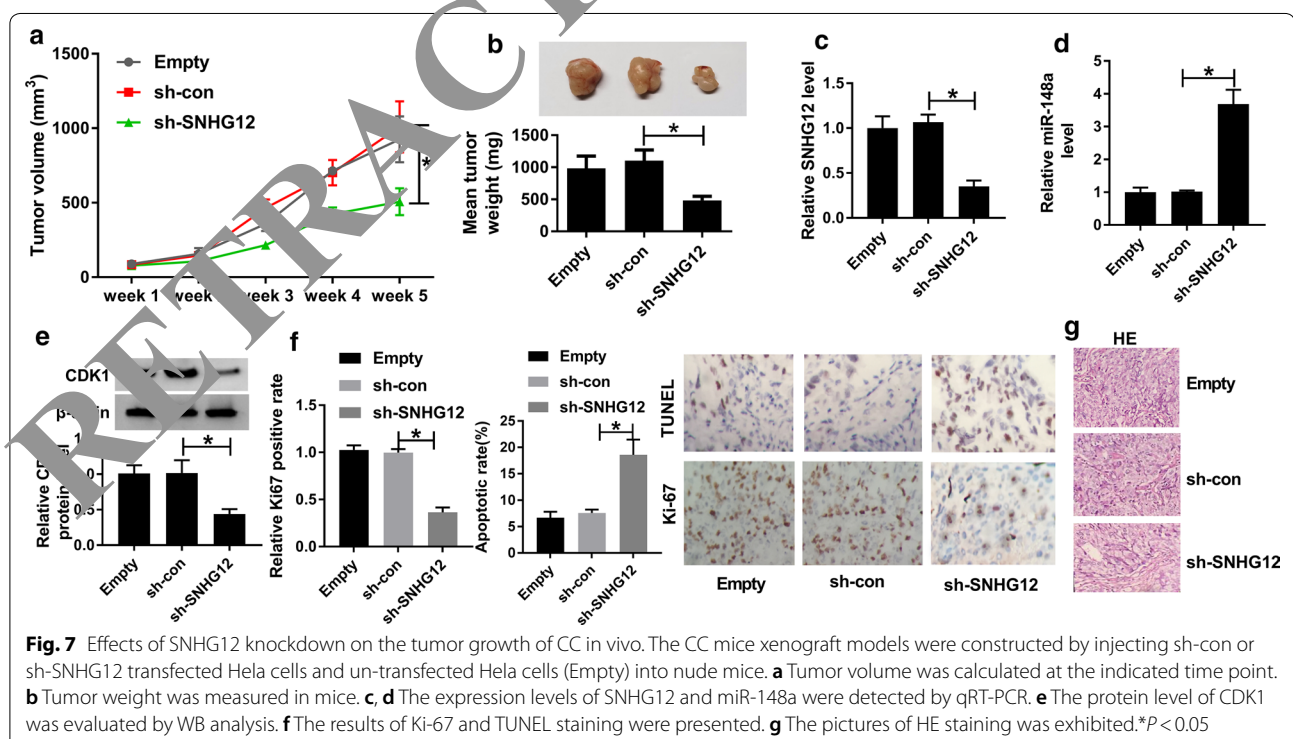 RETRAC
a
Tumor volume (mm³)
1500
1000
500
0
Empty
sh-con
sh-SNHG12
*
week 1
week
week 3
week 4
week 5
b
Mean tumor
weight (mg)
1500
1000
500
0
*
Empty
sh-con
sh-SNHG12
c
Relative SNHG12 level
1.5
1.0
0.5
0.0
*
Empty
sh-con
sh-SNHG12
d
Relative miR-148a
level
5
4
3
2
1
0
*
Empty
sh-con
sh-SNHG12
e
CDK1
Relative
protein
0.0
*
Empty
sh-con
sh-SNHG12
f
Empty
sh-con
sh-SNHG12
Relative Ki67 positive rate
1.5
1.0
0.5
0.0
*
Empty
sh-con
sh-SNHG12
Empty
sh-con
sh-SNHG12
Apoptotic rate(%)
25
20
15
10
5
0
*
Empty
sh-con
sh-SNHG12
TUNEL
Ki-67
Empty
sh-con
sh-SNHG12
g
HE
Empty
sh-con
sh-SNHG12
Fig. 7 Effects of SNHG12 knockdown on the tumor growth of CC in vivo. The CC mice xenograft models were constructed by injecting sh-con or
sh-SNHG12 transfected Hela cells and un-transfected Hela cells (Empty) into nude mice. a Tumor volume was calculated at the indicated time point.
b Tumor weight was measured in mice. c, d The expression levels of SNHG12 and miR-148a were detected by qRT-PCR. e The protein level of CDK1
was evaluated by WB analysis. f The results of Ki-67 and TUNEL staining were presented. g The pictures of HE staining was exhibited.*P < 0.05